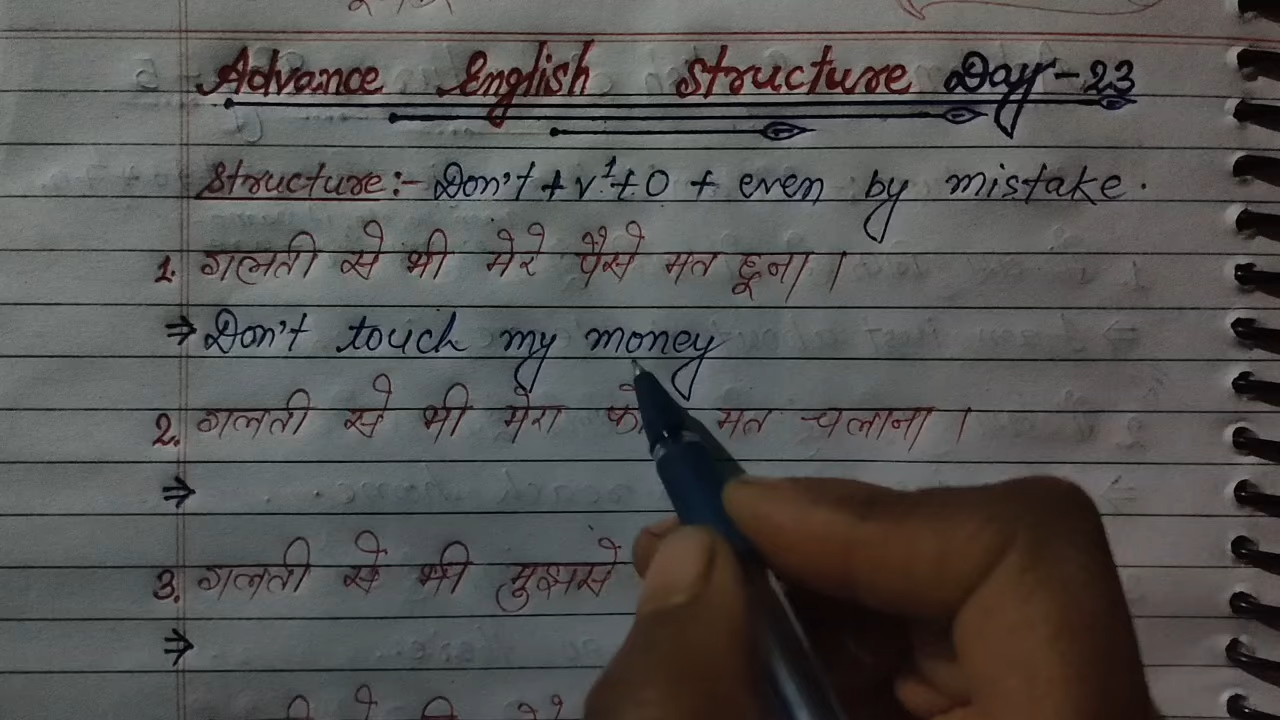 Advance English Structure Day-23
Structure:- Don't + V¹ + O + even by mistake.
1. गलती से भी मेरे पैसे मत छूना।
⇒ Don't touch my money
2. गलती से भी मेरा मत चलाना।
⇒
3. गलती से भी मुझसे
⇒